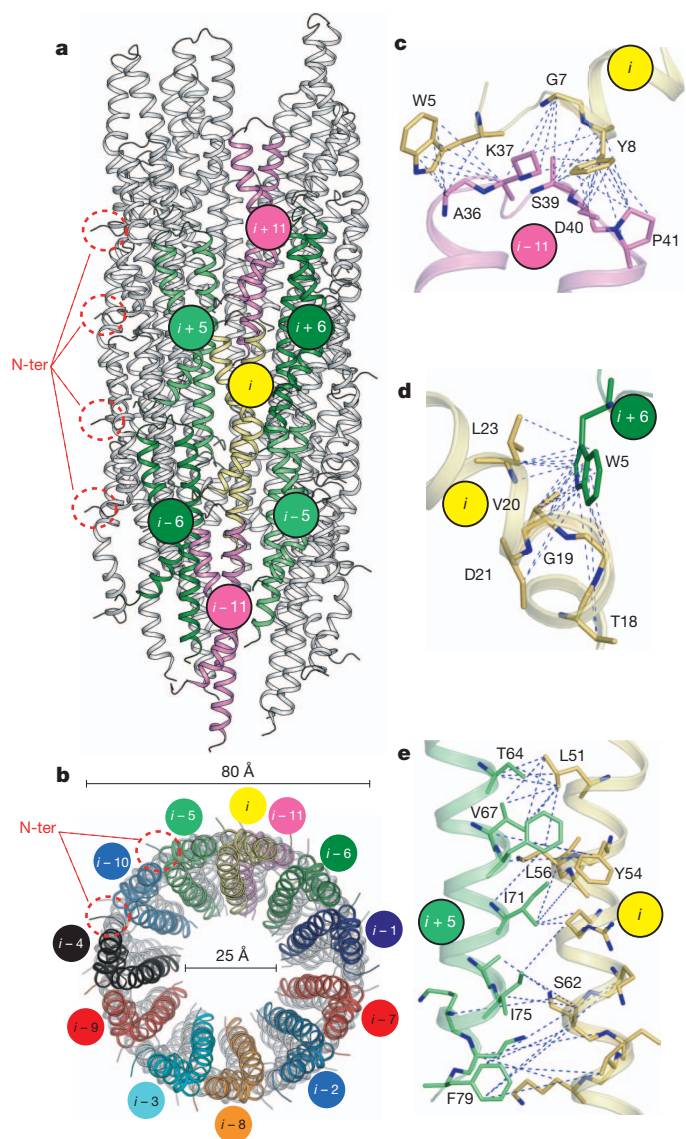 a
i + 11
i + 5
i + 6
N-ter
i
i − 6
i − 5
i − 11
b
80 Å
N-ter
i − 5
i
i − 11
i − 10
i − 6
i − 4
i − 1
25 Å
i − 9
i − 7
i − 3
i − 2
i − 8
c
i
G7
W5
K37
Y8
S39
A36
D40
P41
i − 11
d
i + 6
L23
W5
i
V20
G19
D21
T18
e
T64
L51
V67
L56
Y54
I71
i + 5
i
S62
I75
F79